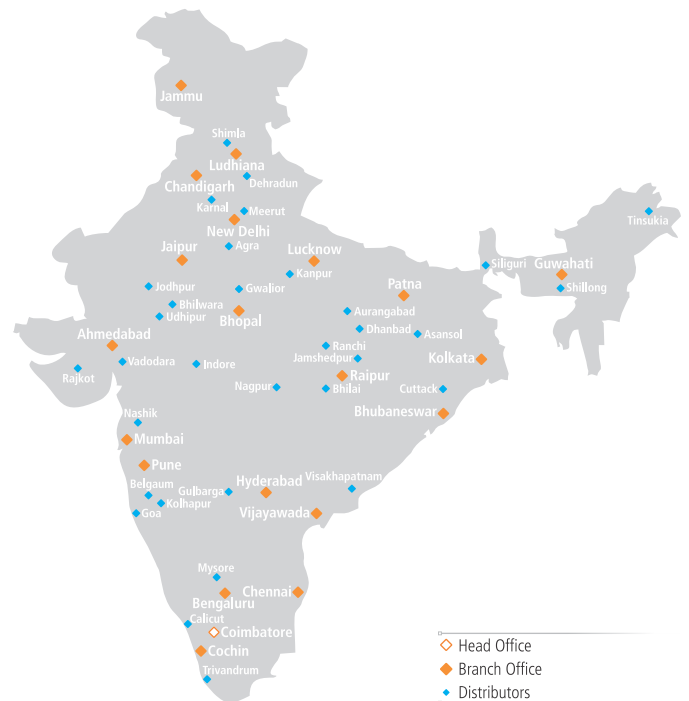 Jammu
Shimla
Ludhiana
Chandigarh
Dehradun
Karnal
Meerut
New Delhi
Tinsukia
Agra
Jaipur
Lucknow
Siliguri
Guwahati
Kanpur
Patna
Jodhpur
Gwalior
Shillong
Bhilwara
Udhipur
Bhopal
Aurangabad
Dhanbad
Asansol
Ahmedabad
Ranchi
Vadodara
Indore
Jamshedpur
Kolkata
Rajkot
Raipur
Nagpur
Bhilai
Cuttack
Bhubaneswar
Nashik
Mumbai
Pune
Belgaum
Gulbarga
Hyderabad
Visakhapatnam
Kolhapur
Goa
Vijayawada
Mysore
Chennai
Bengaluru
Calicut
Coimbatore
Cochin
Trivandrum
Head Office
Branch Office
Distributors